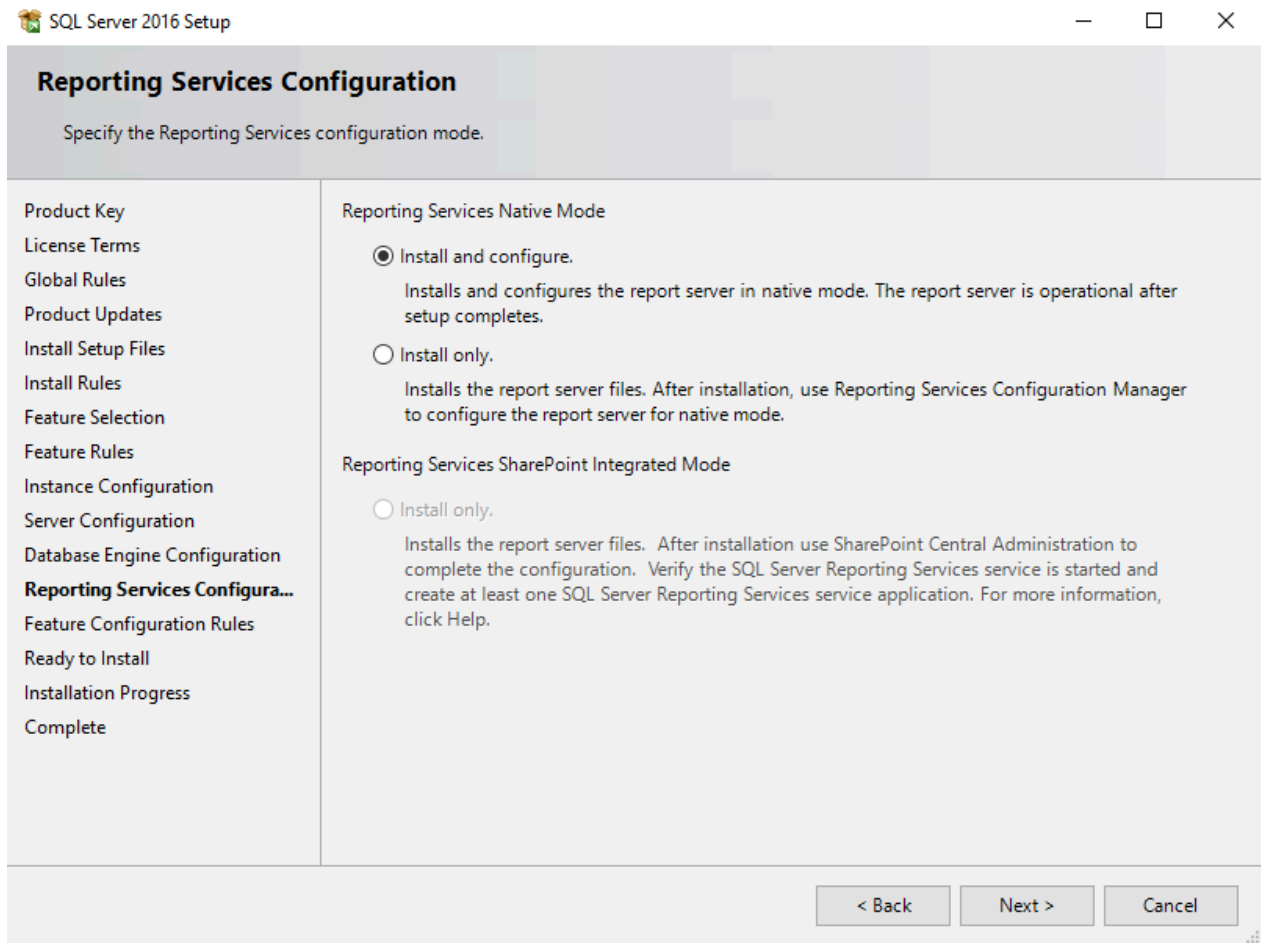 SQL Server 2016 Setup
Reporting Services Configuration
Specify the Reporting Services configuration mode.
Product Key
License Terms
Global Rules
Product Updates
Install Setup Files
Install Rules
Feature Selection
Feature Rules
Instance Configuration
Server Configuration
Database Engine Configuration
Reporting Services Configura...
Feature Configuration Rules
Ready to Install
Installation Progress
Complete
Reporting Services Native Mode
Install and configure.
Installs and configures the report server in native mode. The report server is operational after
setup completes.
Install only.
Installs the report server files. After installation, use Reporting Services Configuration Manager
to configure the report server for native mode.
Reporting Services SharePoint Integrated Mode
Install only.
Installs the report server files.  After installation use SharePoint Central Administration to
complete the configuration.  Verify the SQL Server Reporting Services service is started and
create at least one SQL Server Reporting Services service application. For more information,
click Help.
< Back
Next >
Cancel